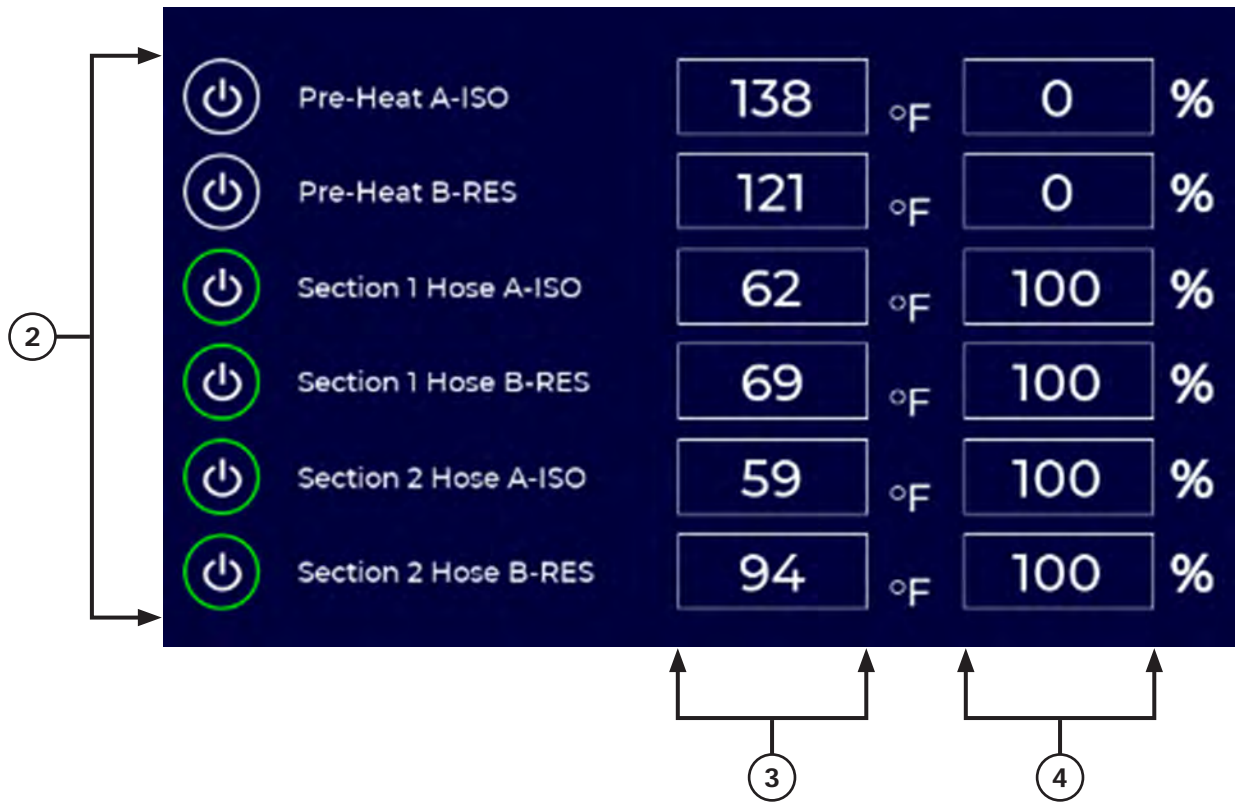 Pre-Heat A-ISO 138 °F 0 %
Pre-Heat B-RES 121 °F 0 %
Section 1 Hose A-ISO 62 °F 100 %
2
Section 1 Hose B-RES 69 °F 100 %
Section 2 Hose A-ISO 59 °F 100 %
Section 2 Hose B-RES 94 °F 100 %
3 4